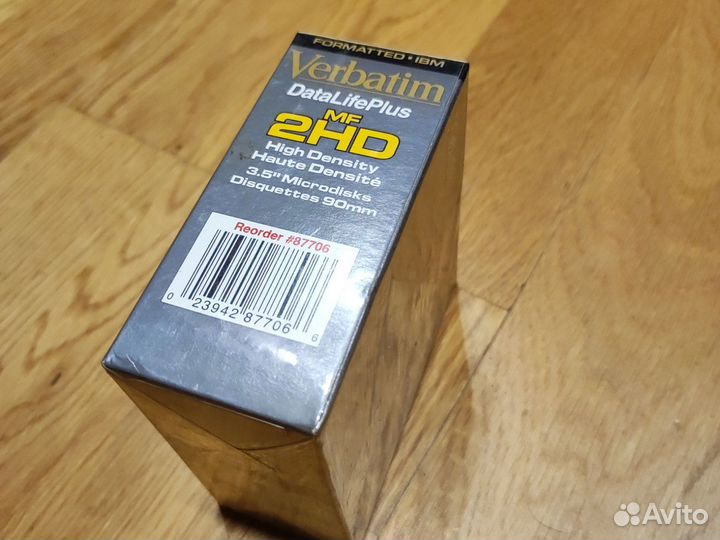 FORMATTED • IBM
Verbatim
DataLifePlus
MF
2HD
High Density
Haute Densité
3.5" Microdisks
Disquettes 90mm
Reorder #87706
0 23942 87706 6
Avito